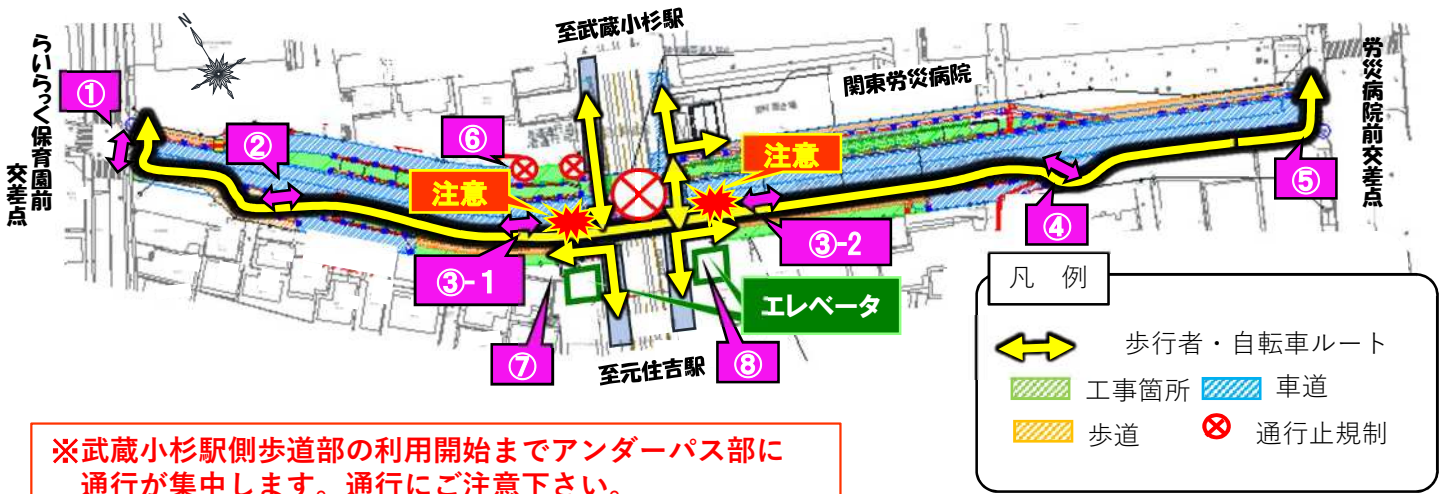 至武蔵小杉駅
N
らいらっく保育園前
交差点
①
②
⑥
注意
関東労災病院
注意
労災病院前交差点
⑤
④
③-1
③-2
エレベータ
⑦
⑧
至元住吉駅
凡 例
歩行者・自転車ルート
工事箇所
車道
歩道
通行止規制
※武蔵小杉駅側歩道部の利用開始までアンダーパス部に
通行が集中します。通行にご注意下さい。